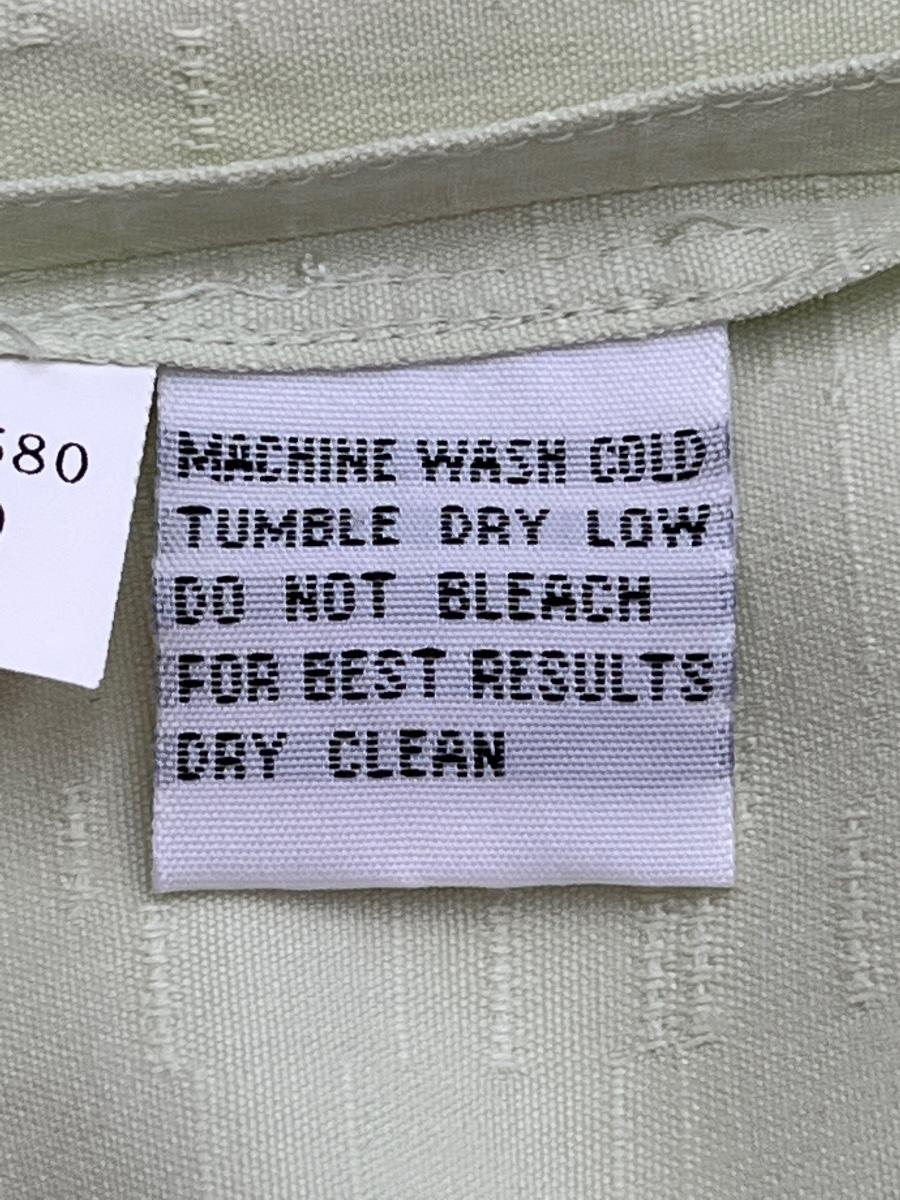 MACHINE WASH COLD
TUMBLE DRY LOW
DO NOT BLEACH
FOR BEST RESULTS
DRY CLEAN